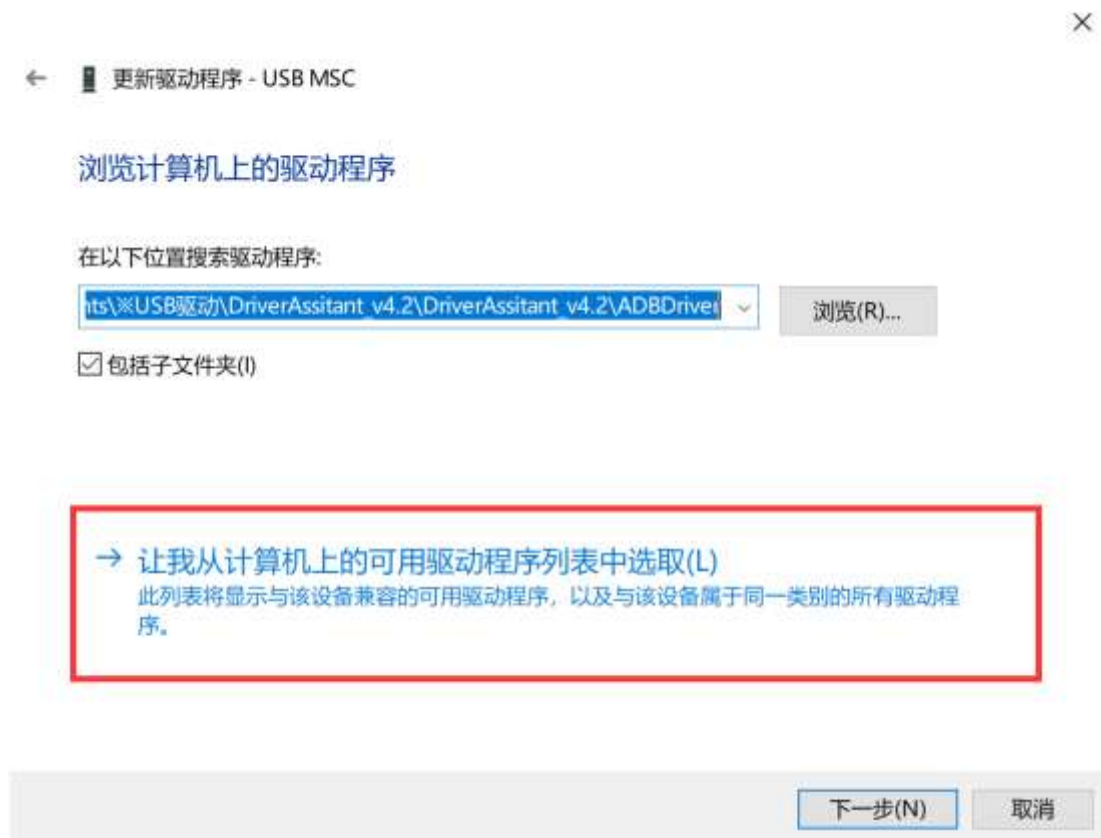 更新驱动程序 - USB MSC
浏览计算机上的驱动程序
在以下位置搜索驱动程序:
nts\※USB驱动\DriverAssitant_v4.2\DriverAssitant_v4.2\ADBDriver
浏览(R)...
包括子文件夹(I)
→ 让我从计算机上的可用驱动程序列表中选取(L)
此列表将显示与该设备兼容的可用驱动程序，以及与该设备属于同一类别的所有驱动程
序。
下一步(N) 取消